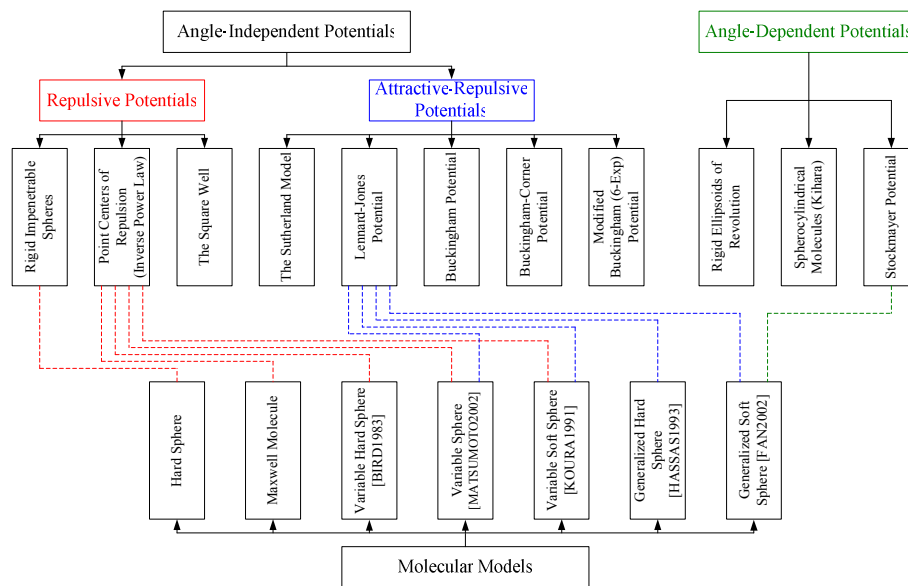 Angle-Independent Potentials
Angle-Dependent Potentials
Repulsive Potentials
Attractive-Repulsive
Potentials
Rigid Impenetrable
Spheres
Point Centers of
Repulsion
(Inverse Power Law)
The Square Well
The Sutherland Model
Lennard-Jones
Potential
Buckingham Potential
Buckingham-Corner
Potential
Modified
Buckingham (6-Exp)
Potential
Rigid Ellipsoids of
Revolution
Spherocylindrical
Molecules (Kihara)
Stockmayer Potential
Hard Sphere
Maxwell Molecule
Variable Hard Sphere
[BIRD1983]
Variable Sphere
[MATSUMOTO2002]
Variable Soft Sphere
[KOURA1991]
Generalized Hard
Sphere
[HASSAS1993]
Generalized Soft
Sphere [FAN2002]
Molecular Models